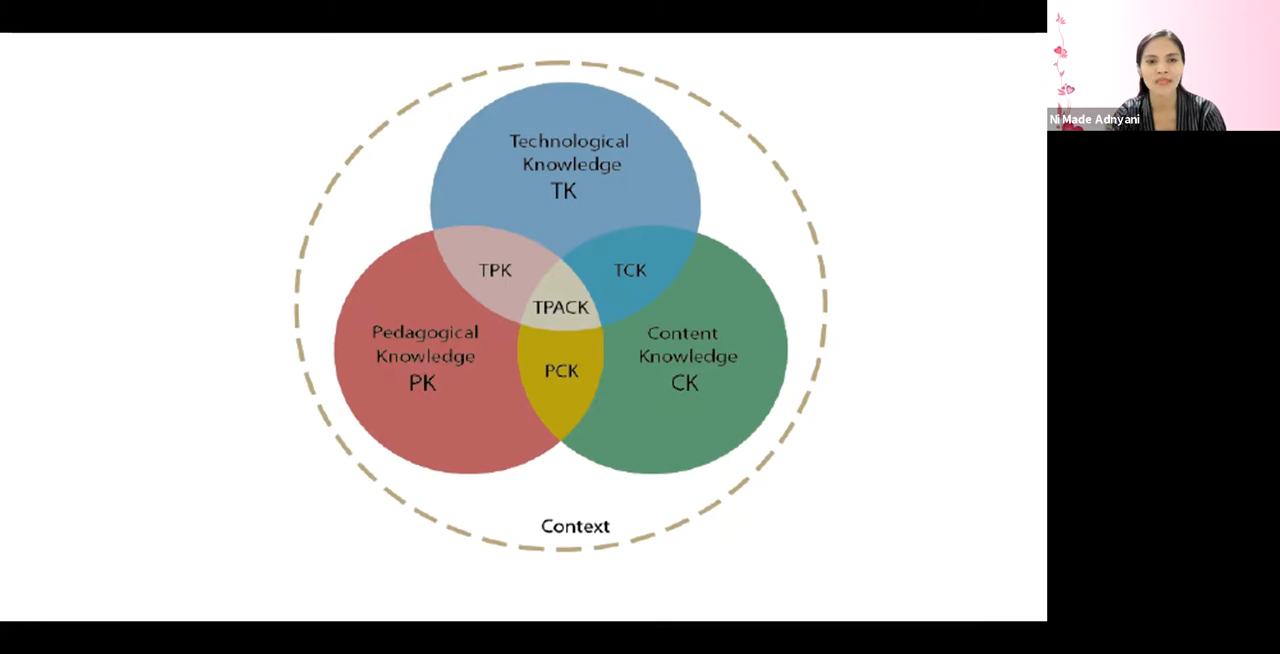 Technological
Knowledge
TK
TPK
TCK
TPACK
Pedagogical
Knowledge
PK
PCK
Content
Knowledge
CK
Context
Ni Made Adnyani